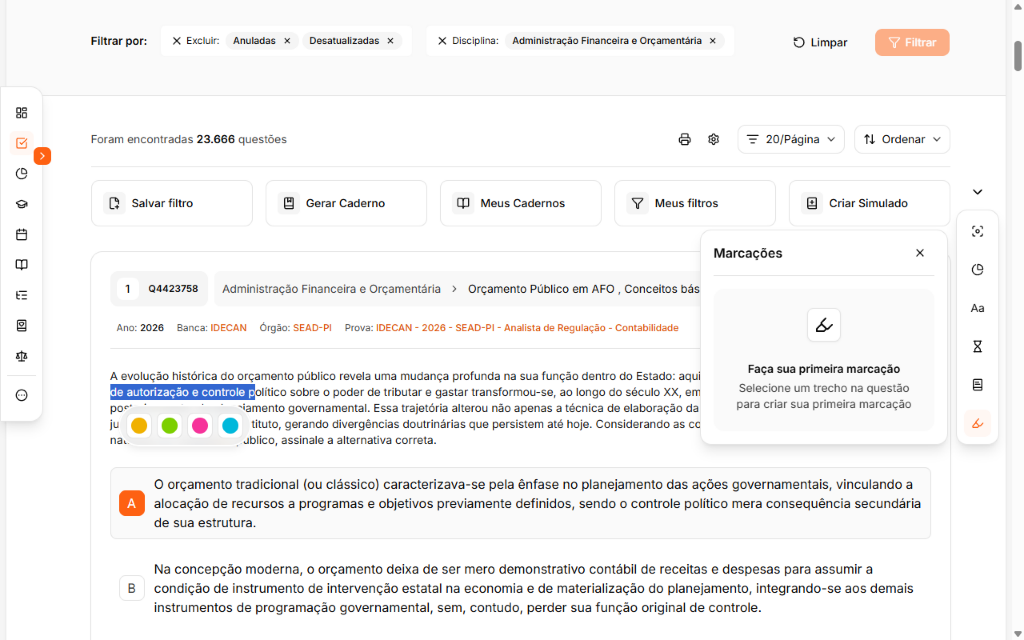 Filtrar por:
Excluir: Anuladas Desatualizadas
Disciplina: Administração Financeira e Orçamentária
Limpar
Filtrar
Foram encontradas 23.666 questões
20/Página
Ordenar
Salvar filtro
Gerar Caderno
Meus Cadernos
Meus filtros
Criar Simulado
1 Q4423758 Administração Financeira e Orçamentária > Orçamento Público em AFO , Conceitos bás
Ano: 2026 Banca: IDECAN Órgão: SEAD-PI Prova: IDECAN - 2026 - SEAD-PI - Analista de Regulação - Contabilidade
A evolução histórica do orçamento público revela uma mudança profunda na sua função dentro do Estado: aqui
de autorização e controle político sobre o poder de tributar e gastar transformou-se, ao longo do século XX, em
governamental. Essa trajetória alterou não apenas a técnica de elaboração da
ju tituto, gerando divergências doutrinárias que persistem até hoje. Considerando as co
nat úblico, assinale a alternativa correta.
Marcações
Faça sua primeira marcação
Selecione um trecho na questão
para criar sua primeira marcação
Aa
A
O orçamento tradicional (ou clássico) caracterizava-se pela ênfase no planejamento das ações governamentais, vinculando a
alocação de recursos a programas e objetivos previamente definidos, sendo o controle político mera consequência secundária
de sua estrutura.
B
Na concepção moderna, o orçamento deixa de ser mero demonstrativo contábil de receitas e despesas para assumir a
condição de instrumento de intervenção estatal na economia e de materialização do planejamento, integrando-se aos demais
instrumentos de programação governamental, sem, contudo, perder sua função original de controle.